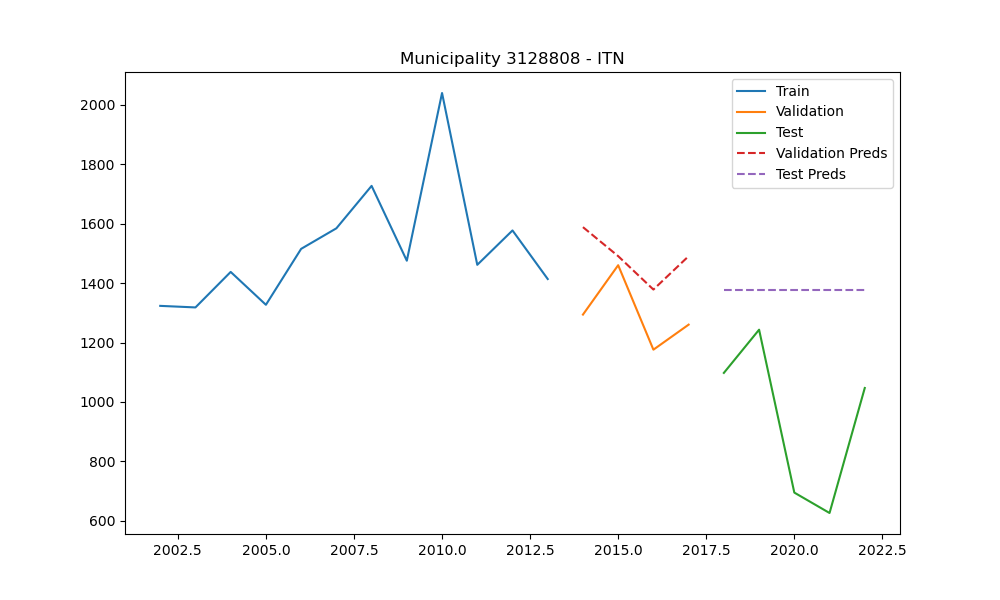 Municipality 3128808 - ITN
Train
Validation
Test
Validation Preds
Test Preds
2000
1800
1600
1400
1200
1000
800
600
2002.5 2005.0 2007.5 2010.0 2012.5 2015.0 2017.5 2020.0 2022.5